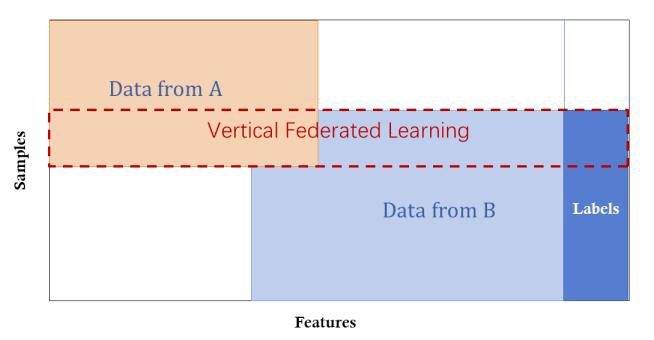 Data from A
Vertical Federated Learning
Samples
Data from B
Labels
Features